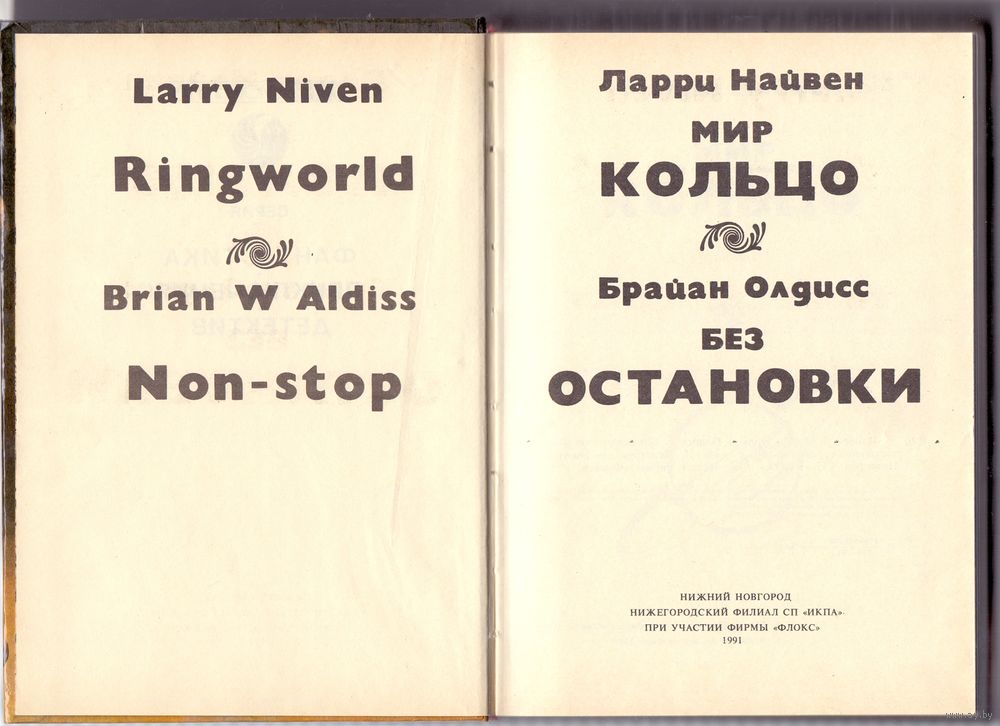 Larry Niven
Ringworld
Brian W Aldiss
Non-stop
Ларри Найвен
МИР
КОЛЬЦО
Брайан Олдисс
БЕЗ
ОСТАНОВКИ
НИЖНИЙ НОВГОРОД
НИЖЕГОРОДСКИЙ ФИЛИАЛ СП «ИКПА»
ПРИ УЧАСТИИ ФИРМЫ «ФЛОКС»
1991